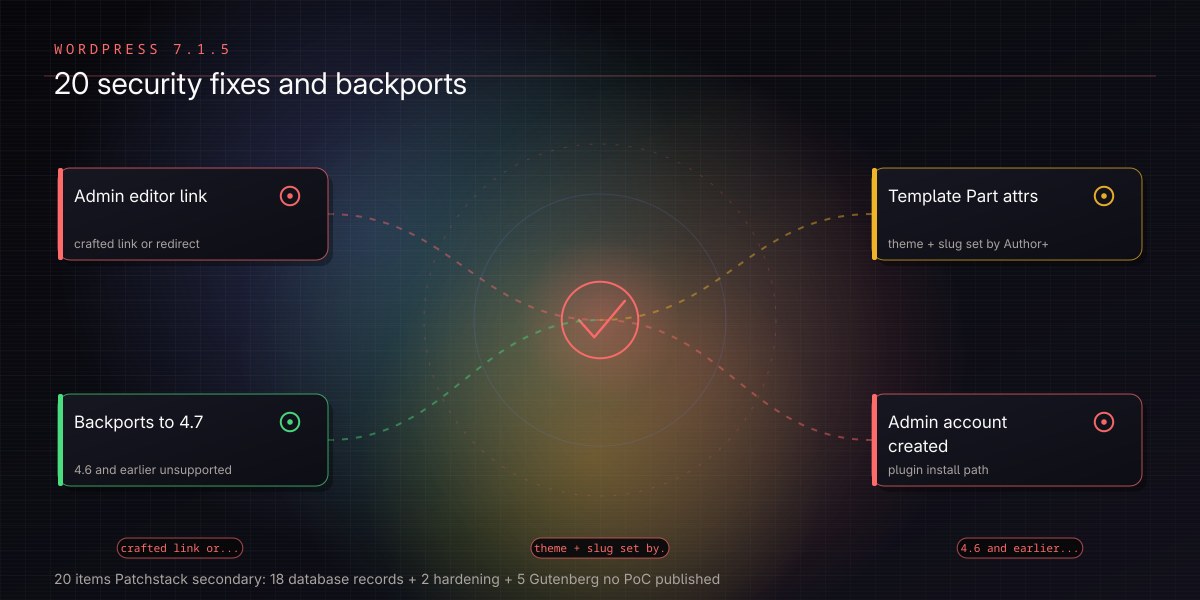 WORDPRESS 7.1.5
20 security fixes and backports
Admin editor link
crafted link or redirect
Template Part attrs
theme + slug set by Author+
Backports to 4.7
4.6 and earlier unsupported
Admin account
created
plugin install path
crafted link or...
theme + slug set by.
4.6 and earlier...
20 items Patchstack secondary: 18 database records + 2 hardening + 5 Gutenberg no PoC published